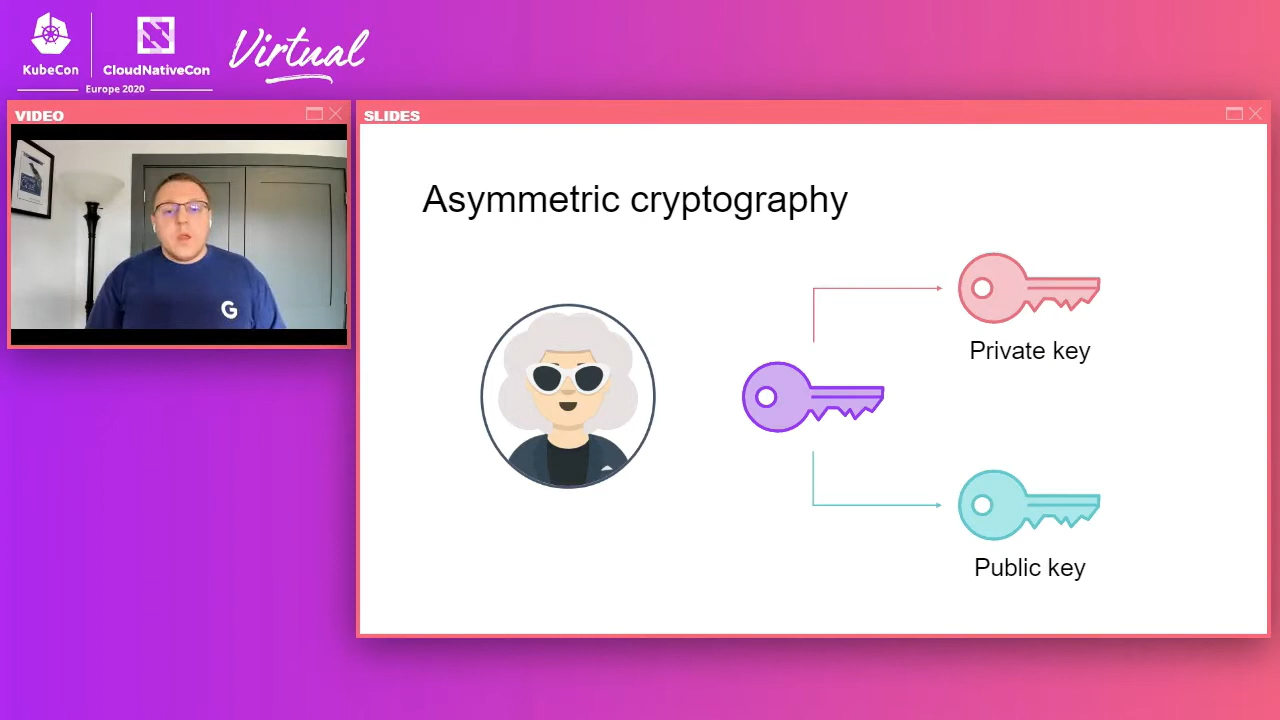 KubeCon
CloudNativeCon
Europe 2020
Virtual
VIDEO
SLIDES
G
Asymmetric cryptography
Private key
Public key